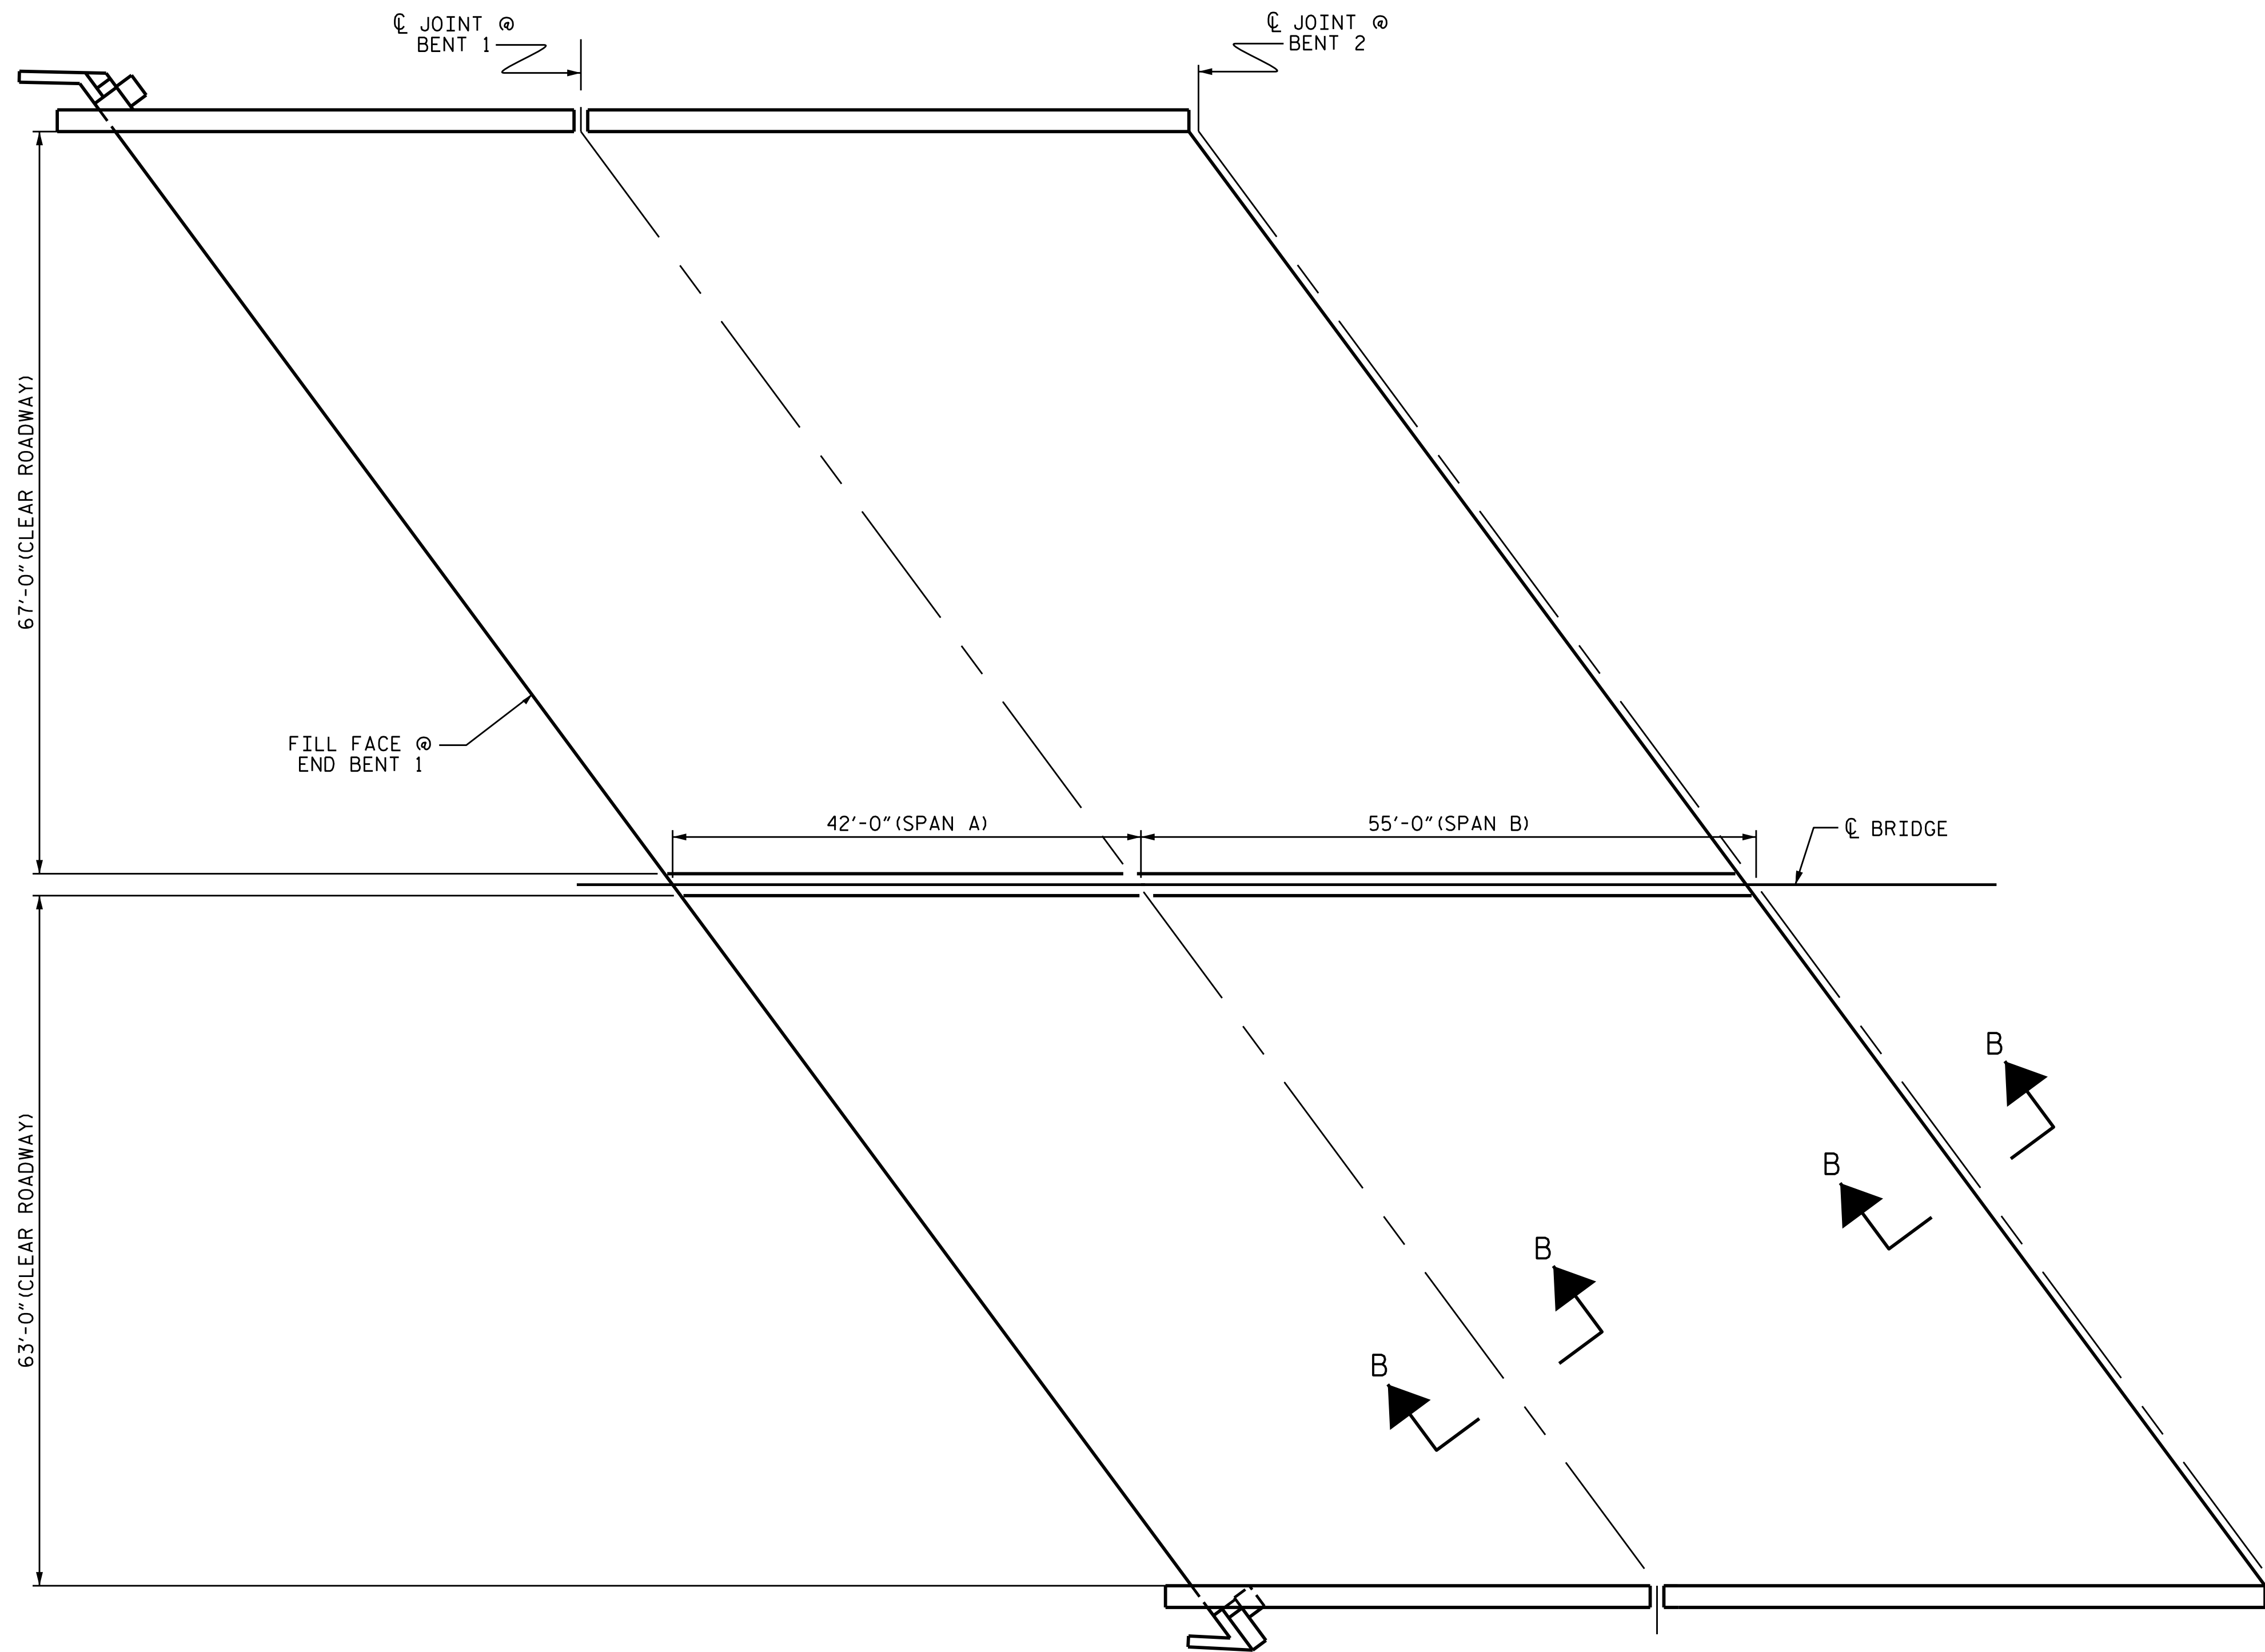 ℄ JOINT @
BENT 1
℄ JOINT @
BENT 2
67'-0"(CLEAR ROADWAY)
FILL FACE @
END BENT 1
42'-0"(SPAN A)
55'-0"(SPAN B)
℄ BRIDGE
63'-0"(CLEAR ROADWAY)
B
B
B
B